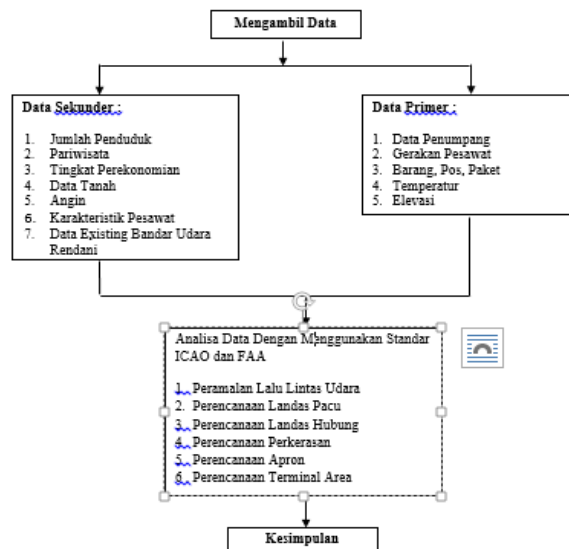 Mengambil Data
Data Sekunder :
1. Jumlah Penduduk
2. Pariwisata
3. Tingkat Perekonomian
4. Data Tanah
5. Angin
6. Karakteristik Pesawat
7. Data Existing Bandar Udara
Rendani
Data Primer :
1. Data Penumpang
2. Gerakan Pesawat
3. Barang, Pos, Paket
4. Temperatur
5. Elevasi
Analisa Data Dengan Menggunakan Standar
ICAO dan FAA
1. Peramalan Lalu Lintas Udara
2. Perencanaan Landas Pacu
3. Perencanaan Landas Hubung
4. Perencanaan Perkerasan
5. Perencanaan Apron
6. Perencanaan Terminal Area
Kesimpulan